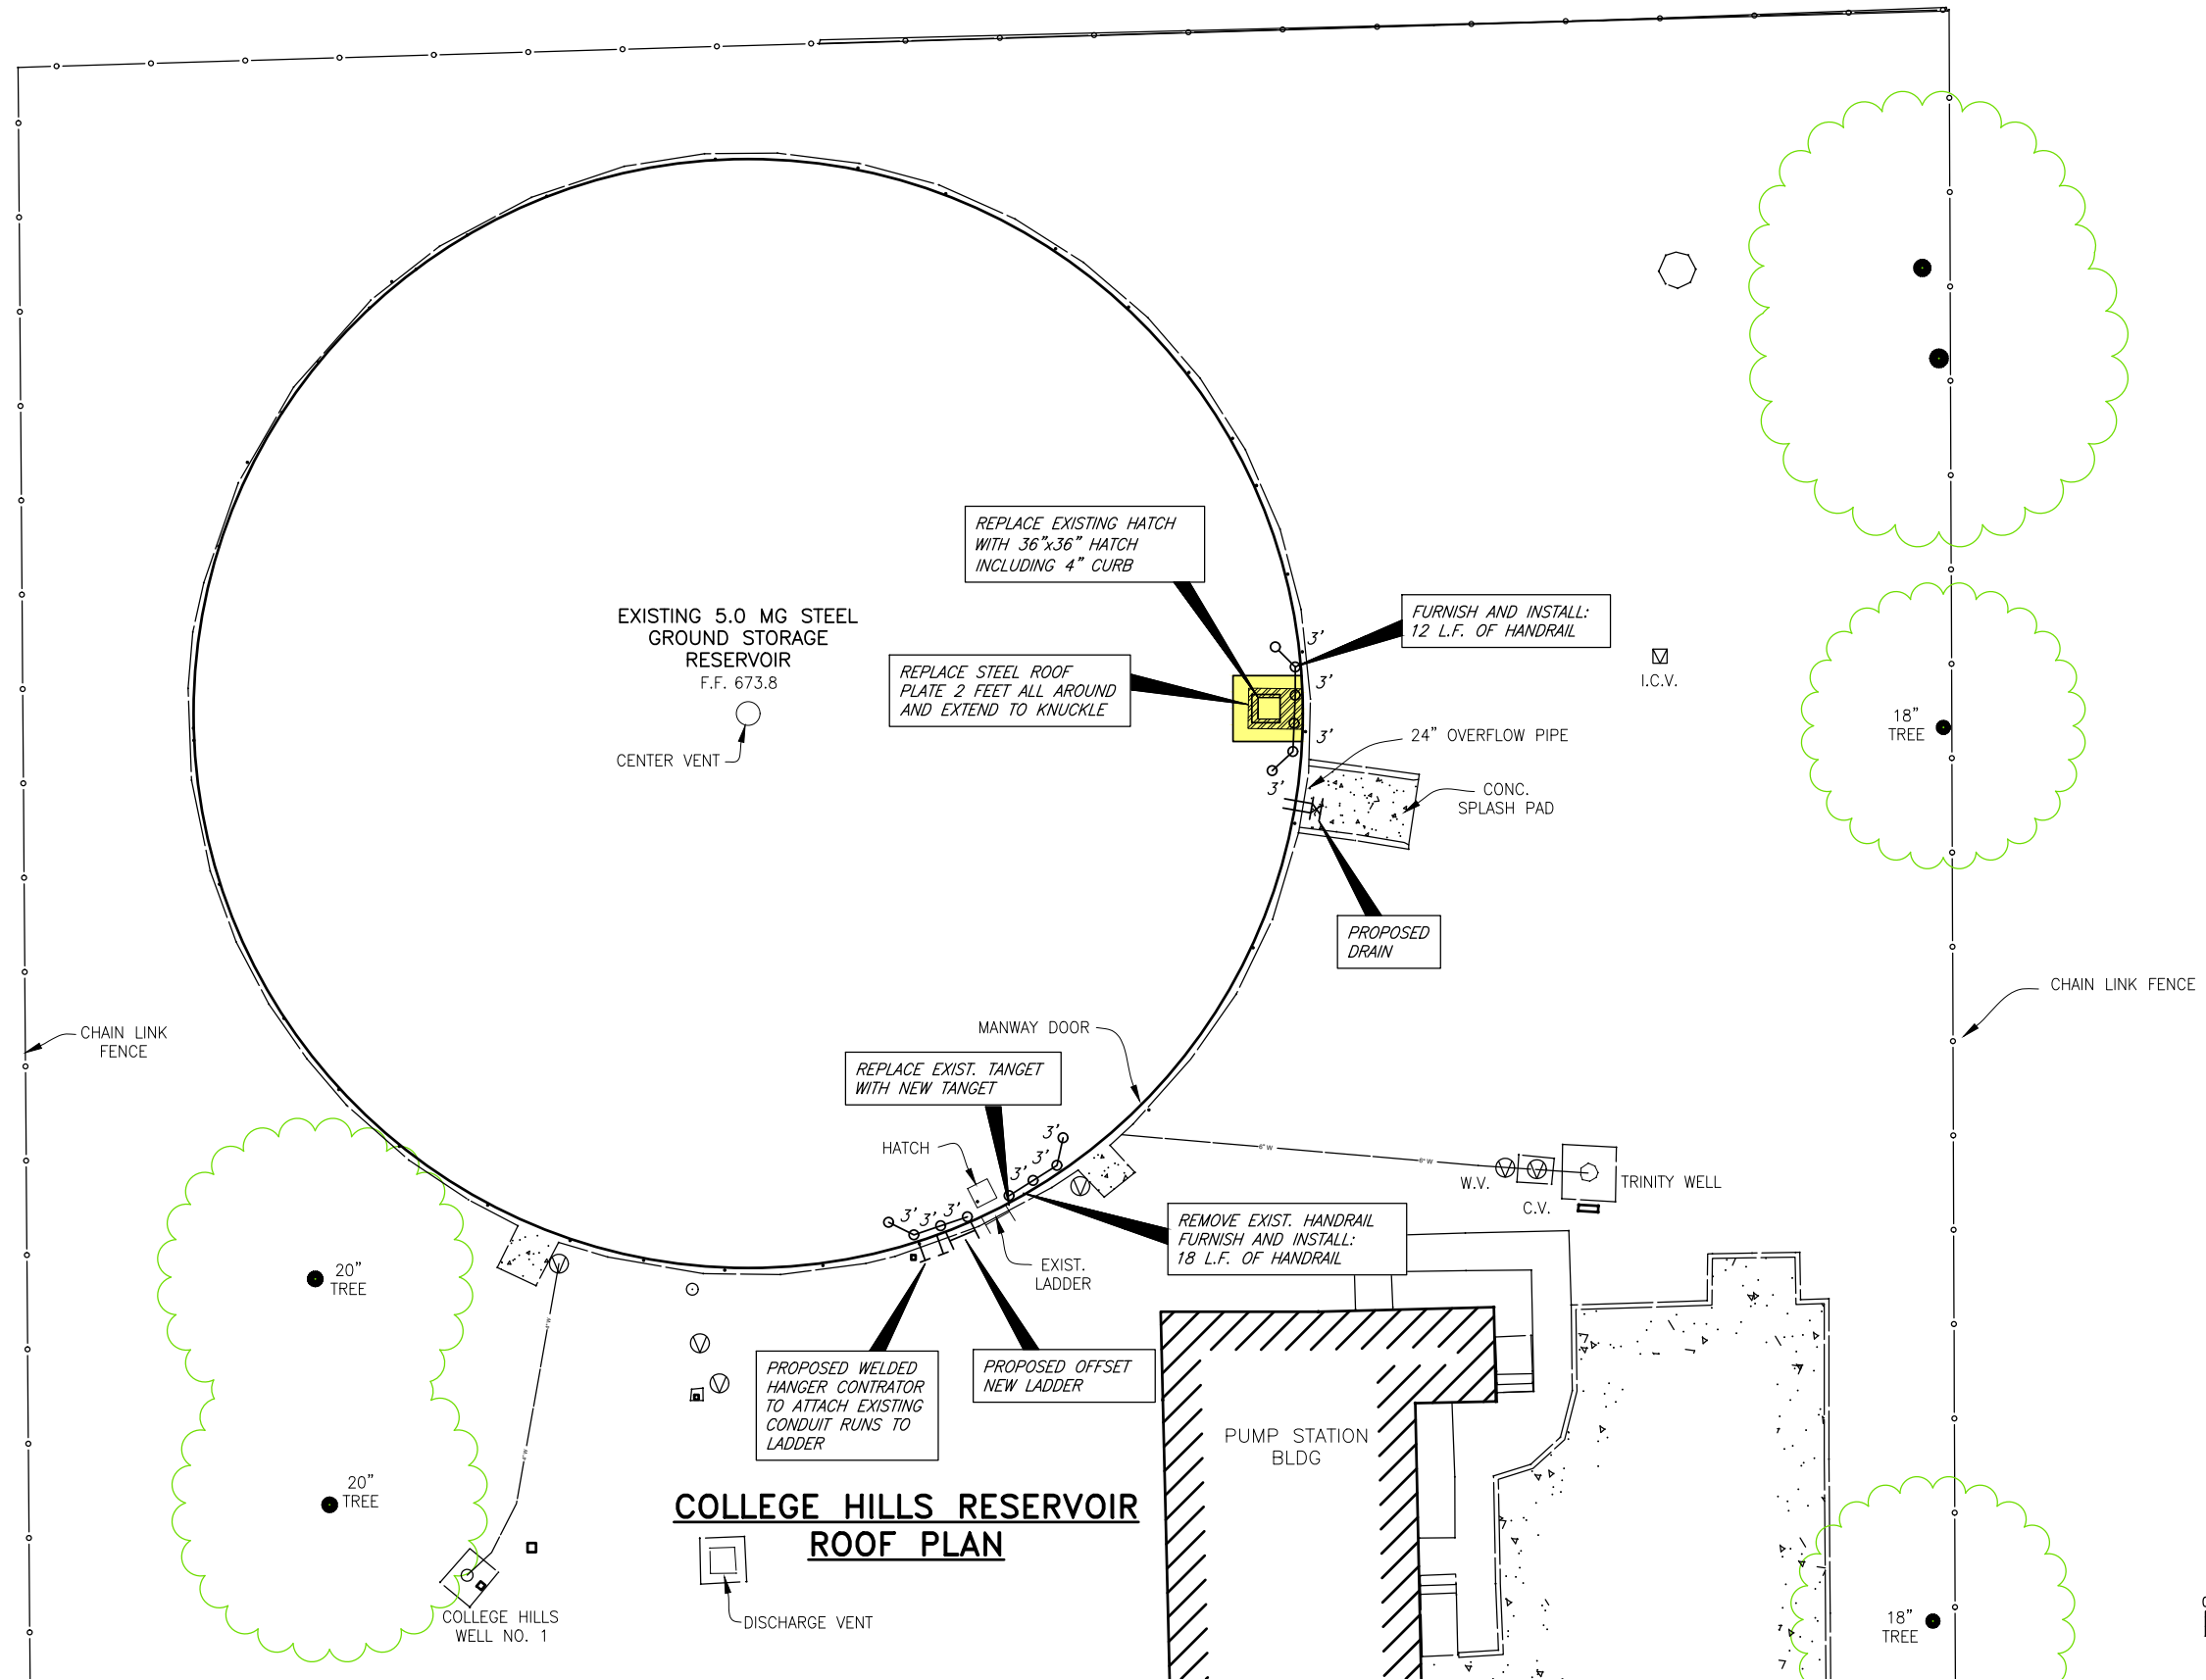 REPLACE EXISTING HATCH
WITH 36"x36" HATCH
INCLUDING 4" CURB
EXISTING 5.0 MG STEEL
GROUND STORAGE
RESERVOIR
F.F. 673.8
CENTER VENT
REPLACE STEEL ROOF
PLATE 2 FEET ALL AROUND
AND EXTEND TO KNUCKLE
FURNISH AND INSTALL:
12 L.F. OF HANDRAIL
3'
3'
3'
3'
I.C.V.
18"
TREE
24" OVERFLOW PIPE
CONC.
SPLASH PAD
PROPOSED
DRAIN
CHAIN LINK FENCE
CHAIN LINK
FENCE
MANWAY DOOR
REPLACE EXIST. TANGET
WITH NEW TANGET
HATCH
3'
3'
3'
3'
3'
3'
6" W
6" W
W.V.
C.V.
TRINITY WELL
REMOVE EXIST. HANDRAIL
FURNISH AND INSTALL:
18 L.F. OF HANDRAIL
EXIST.
LADDER
20"
TREE
PROPOSED WELDED
HANGER CONTRATOR
TO ATTACH EXISTING
CONDUIT RUNS TO
LADDER
PROPOSED OFFSET
NEW LADDER
PUMP STATION
BLDG
20"
TREE
COLLEGE HILLS RESERVOIR
ROOF PLAN
COLLEGE HILLS
WELL NO. 1
DISCHARGE VENT
18"
TREE